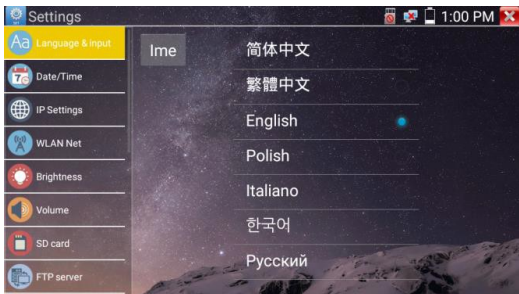 Settings
1:00 PM
Language & Input
Date/Time
IP Settings
WLAN Net
Brightness
Volume
SD card
FTP server
Ime
简体中文
繁體中文
English
Polish
Italiano
한국어
Русский